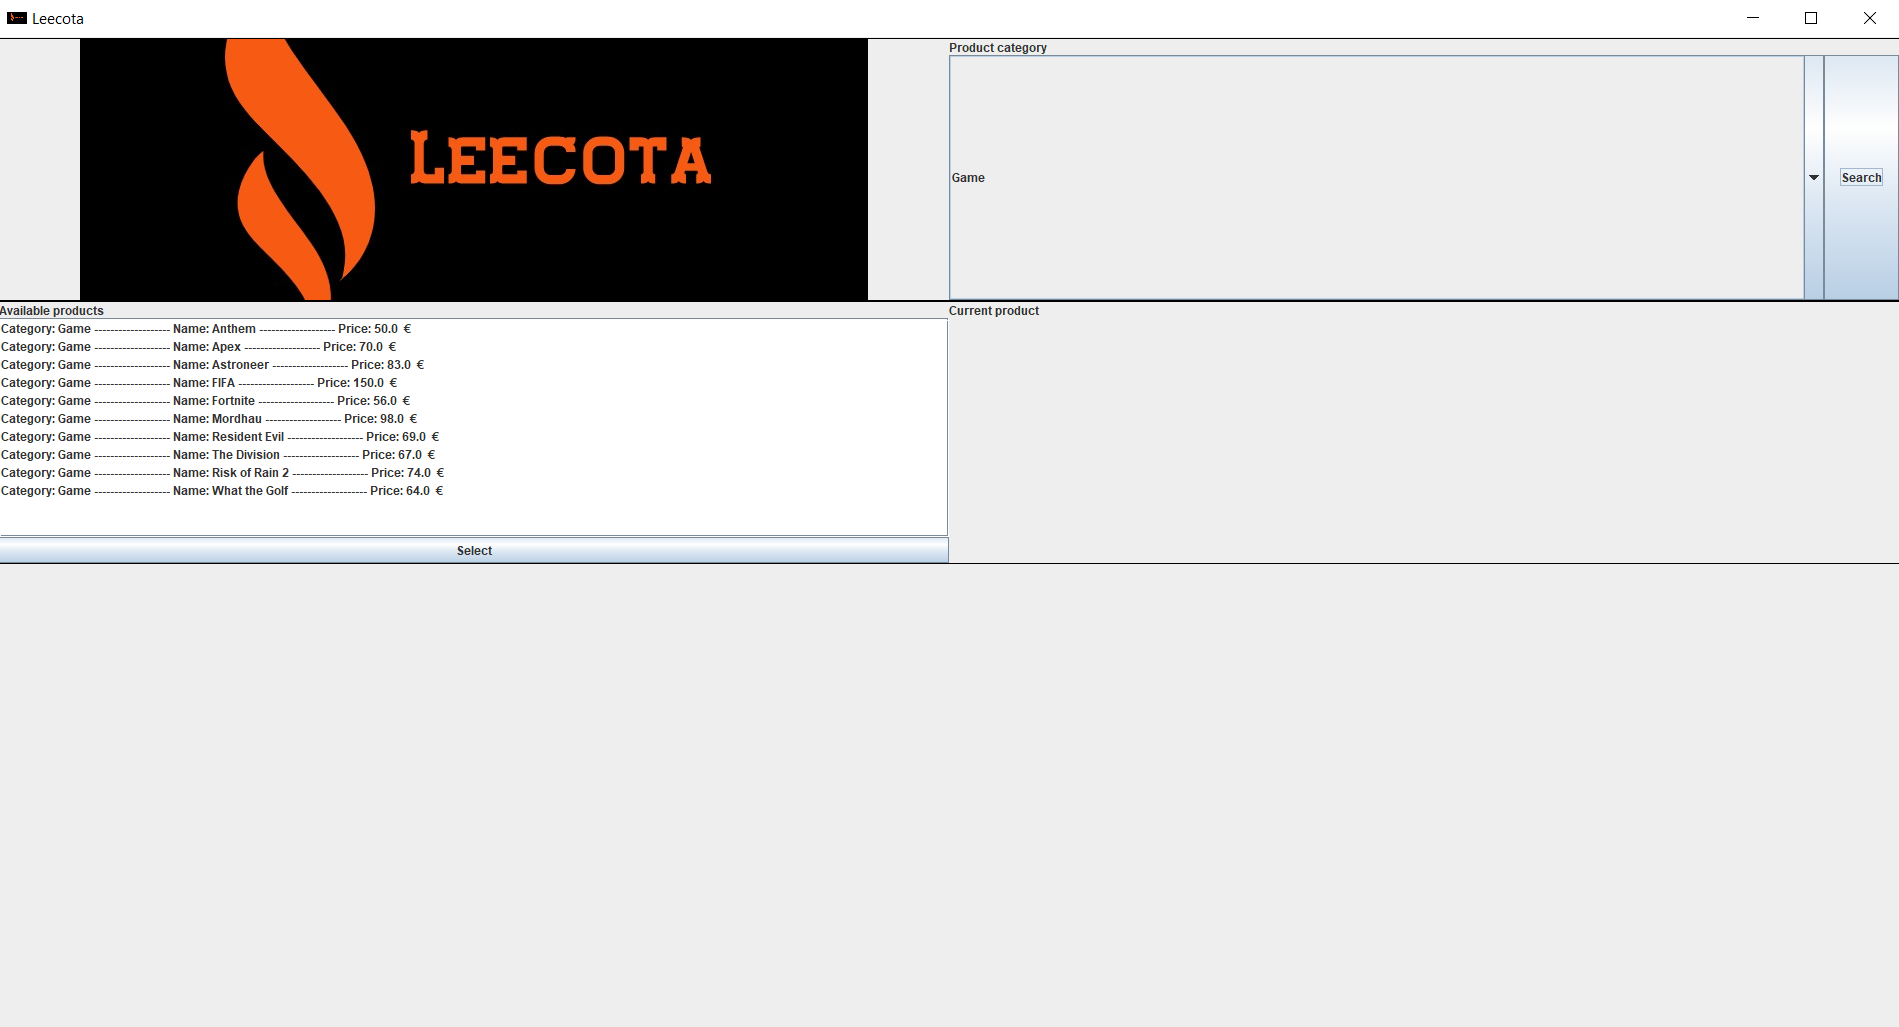 Leecota
LEECOTA
Product category
Game
Search
Available products
Category: Game ------------------- Name: Anthem ------------------- Price: 50.0 €
Category: Game ------------------- Name: Apex ------------------- Price: 70.0 €
Category: Game ------------------- Name: Astroneer ------------------- Price: 83.0 €
Category: Game ------------------- Name: FIFA ------------------- Price: 150.0 €
Category: Game ------------------- Name: Fortnite ------------------- Price: 56.0 €
Category: Game ------------------- Name: Mordhau ------------------- Price: 98.0 €
Category: Game ------------------- Name: Resident Evil ------------------- Price: 69.0 €
Category: Game ------------------- Name: The Division ------------------- Price: 67.0 €
Category: Game ------------------- Name: Risk of Rain 2 ------------------- Price: 74.0 €
Category: Game ------------------- Name: What the Golf ------------------- Price: 64.0 €
Select
Current product